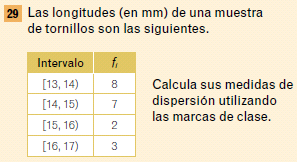 29 Las longitudes (en mm) de una muestra
de tornillos son las siguientes.
Intervalo fᵢ
[13, 14) 8
[14, 15) 7
[15, 16) 2
[16, 17) 3
Calcula sus medidas de
dispersión utilizando
las marcas de clase.